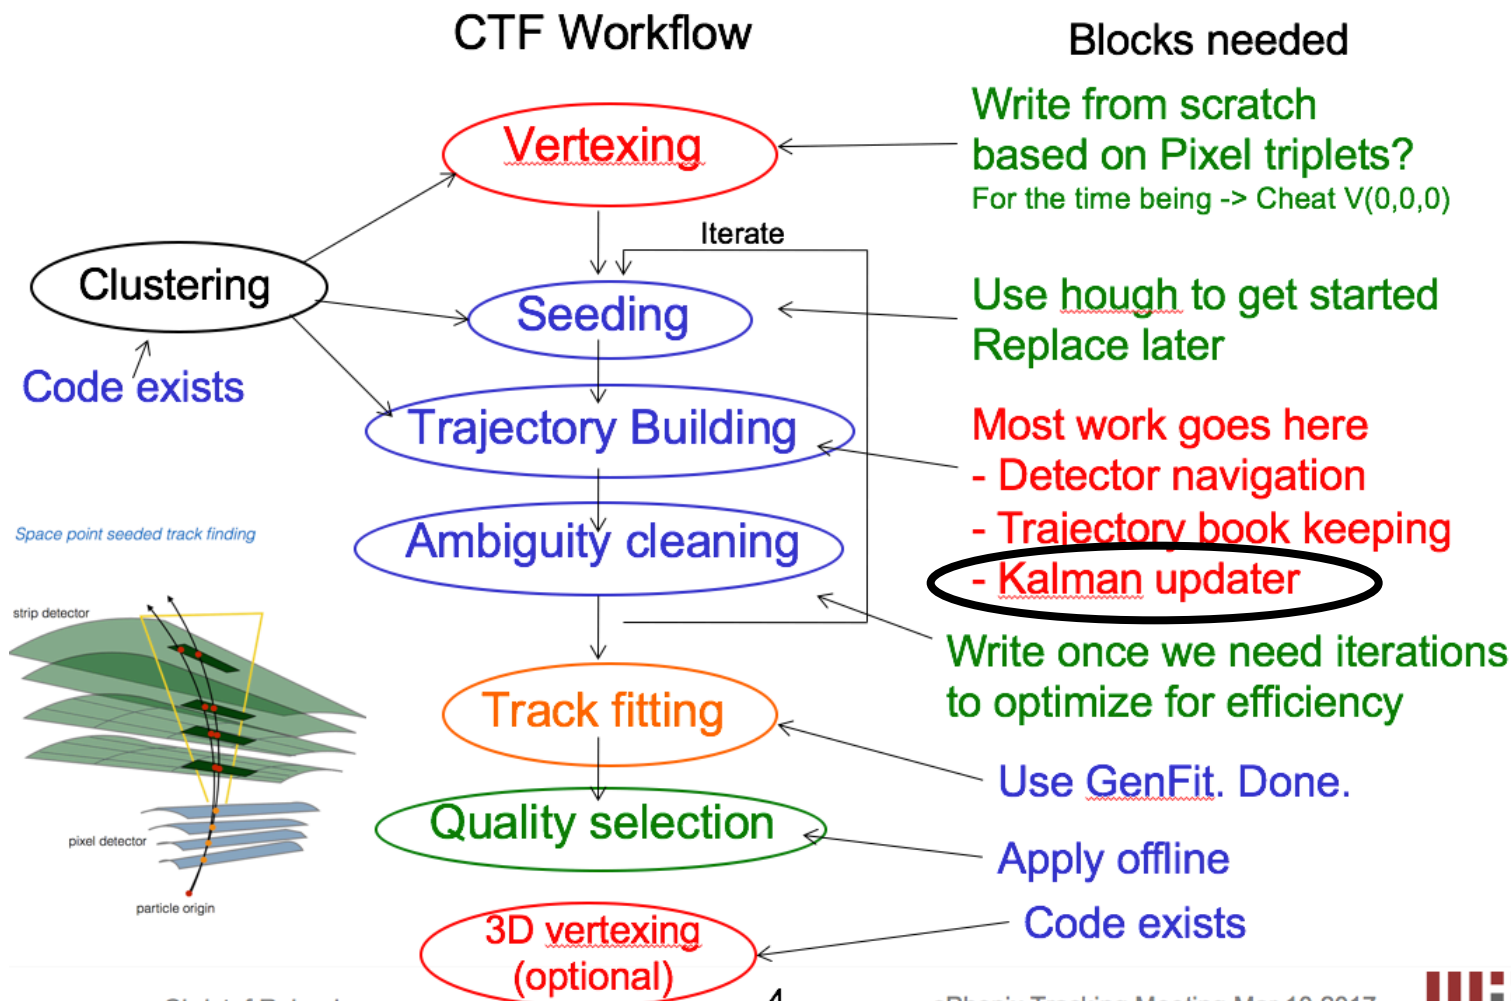 CTF Workflow
Blocks needed
Vertexing
Write from scratch
based on Pixel triplets?
For the time being -> Cheat V(0,0,0)
Iterate
Clustering
Code exists
Seeding
Use hough to get started
Replace later
Trajectory Building
Most work goes here
- Detector navigation
- Trajectory book keeping
- Kalman updater
Ambiguity cleaning
Write once we need iterations
to optimize for efficiency
Space point seeded track finding
strip detector
pixel detector
particle origin
Track fitting
Use GenFit. Done.
Quality selection
Apply offline
3D vertexing
(optional)
Code exists
4